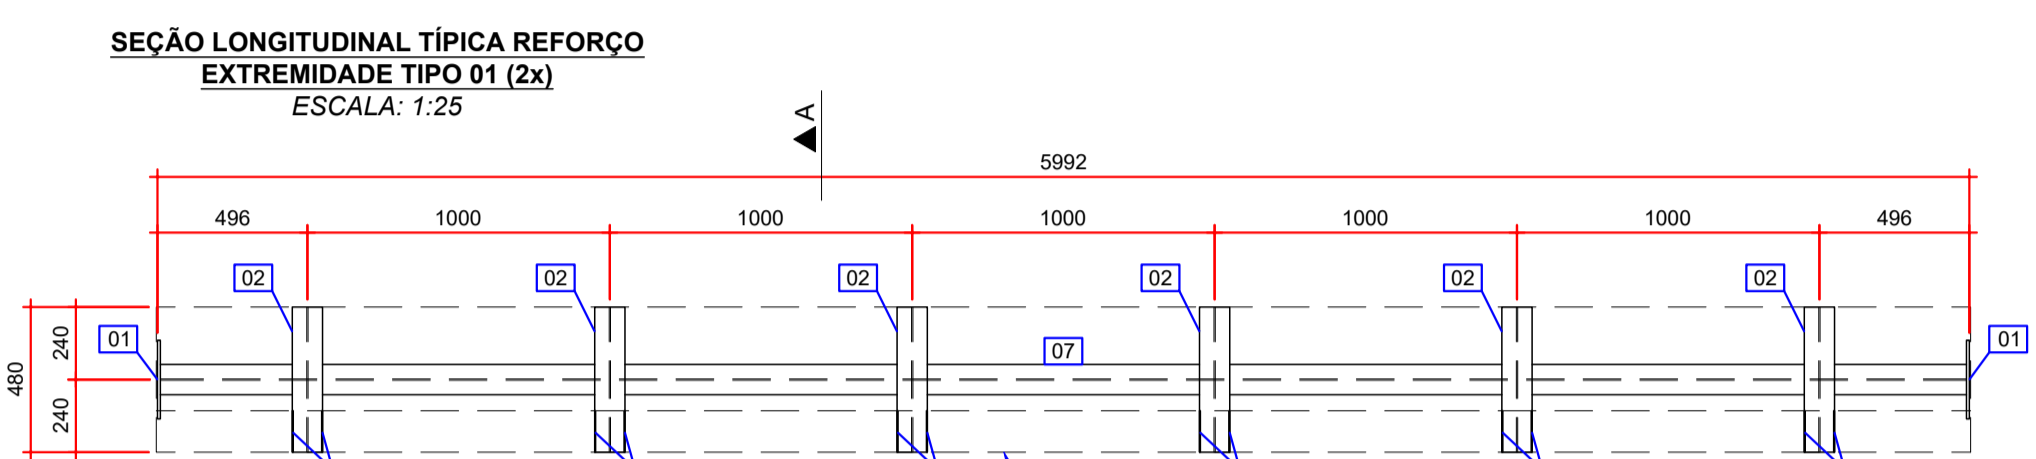 SEÇÃO LONGITUDINAL TÍPICA REFORÇO
EXTREMIDADE TIPO 01 (2x)
ESCALA: 1:25
A
5992
496 1000 1000 1000 1000 1000 496
02 02 02 02 02 02
01 07 01
240
480
240